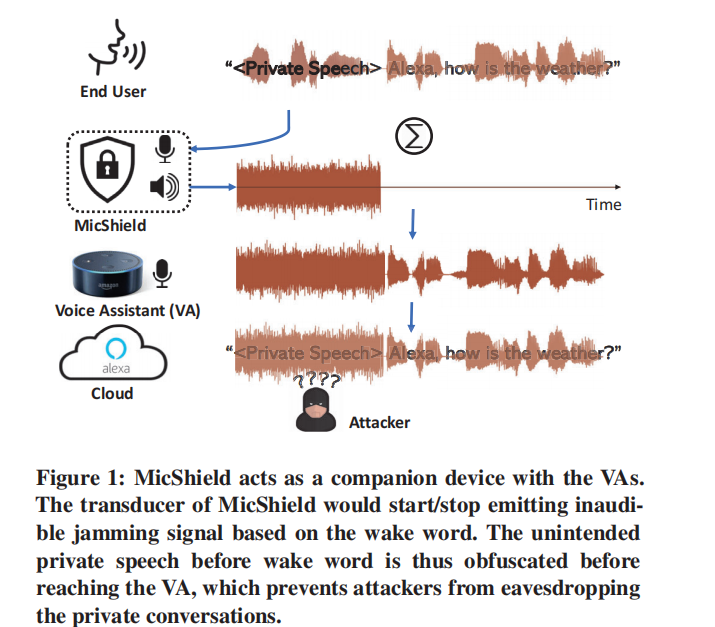 “<Private Speech> Alexa, how is the weather?”
End User
Σ
Time
MicShield
amazon
Voice Assistant (VA)
“<Private Speech> Alexa, how is the weather?”
alexa
Cloud
????
Attacker
Figure 1: MicShield acts as a companion device with the VAs.
The transducer of MicShield would start/stop emitting inaudi-
ble jamming signal based on the wake word. The unintended
private speech before wake word is thus obfuscated before
reaching the VA, which prevents attackers from eavesdropping
the private conversations.